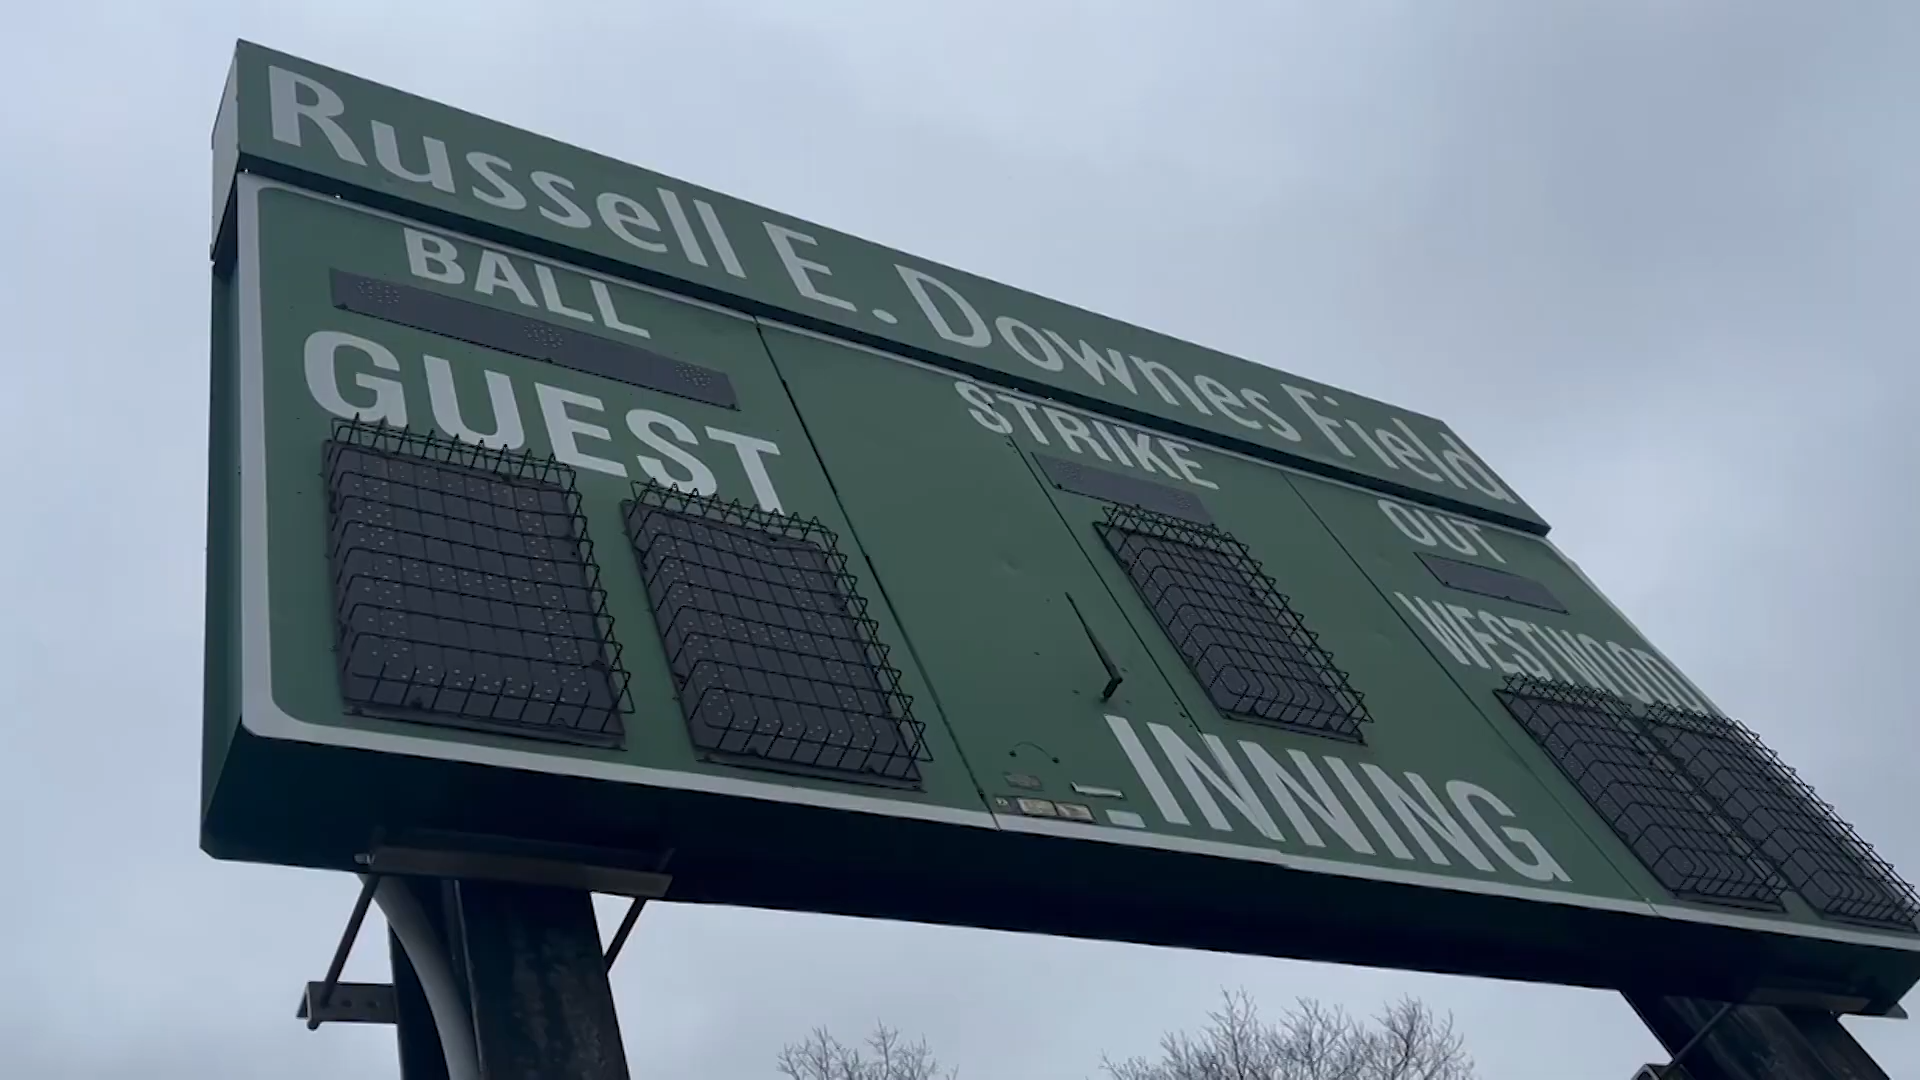 Russell E. Downes Field
BALL
STRIKE
OUT
GUEST
WESTWOOD
INNING